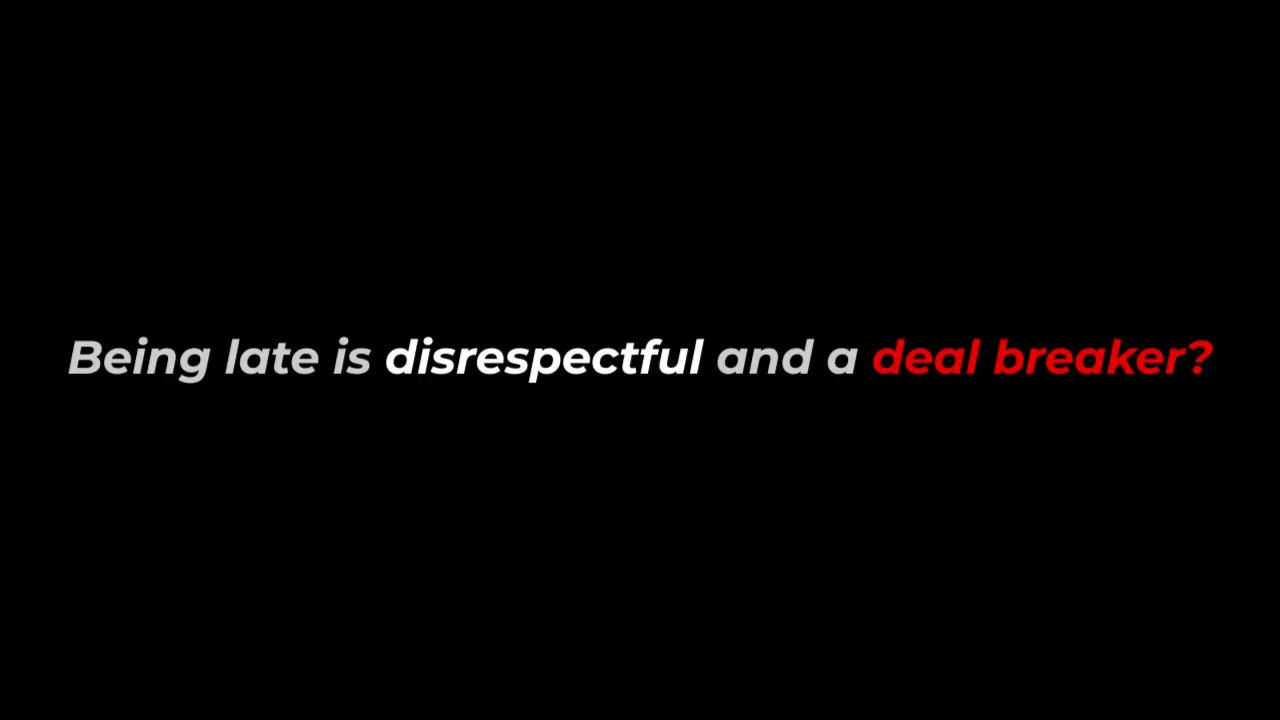 Being late is disrespectful and a deal breaker?